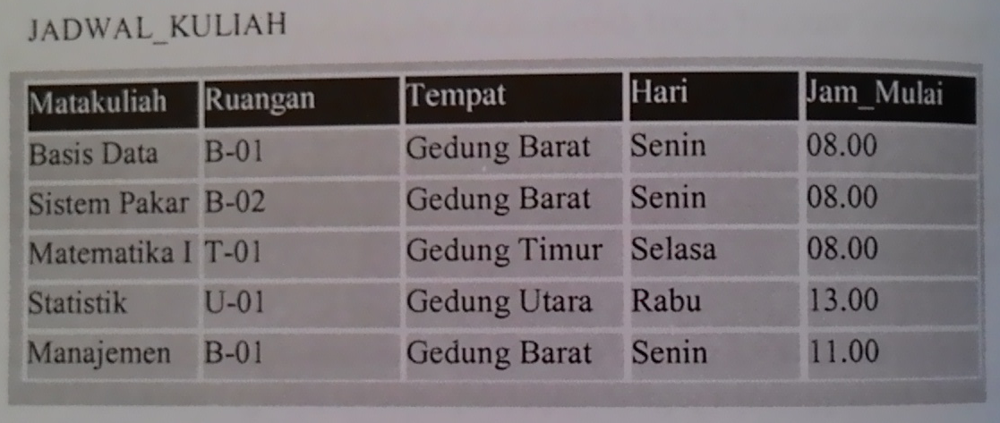 JADWAL_KULIAH
Matakuliah Ruangan Tempat Hari Jam_Mulai
Basis Data B-01 Gedung Barat Senin 08.00
Sistem Pakar B-02 Gedung Barat Senin 08.00
Matematika I T-01 Gedung Timur Selasa 08.00
Statistik U-01 Gedung Utara Rabu 13.00
Manajemen B-01 Gedung Barat Senin 11.00